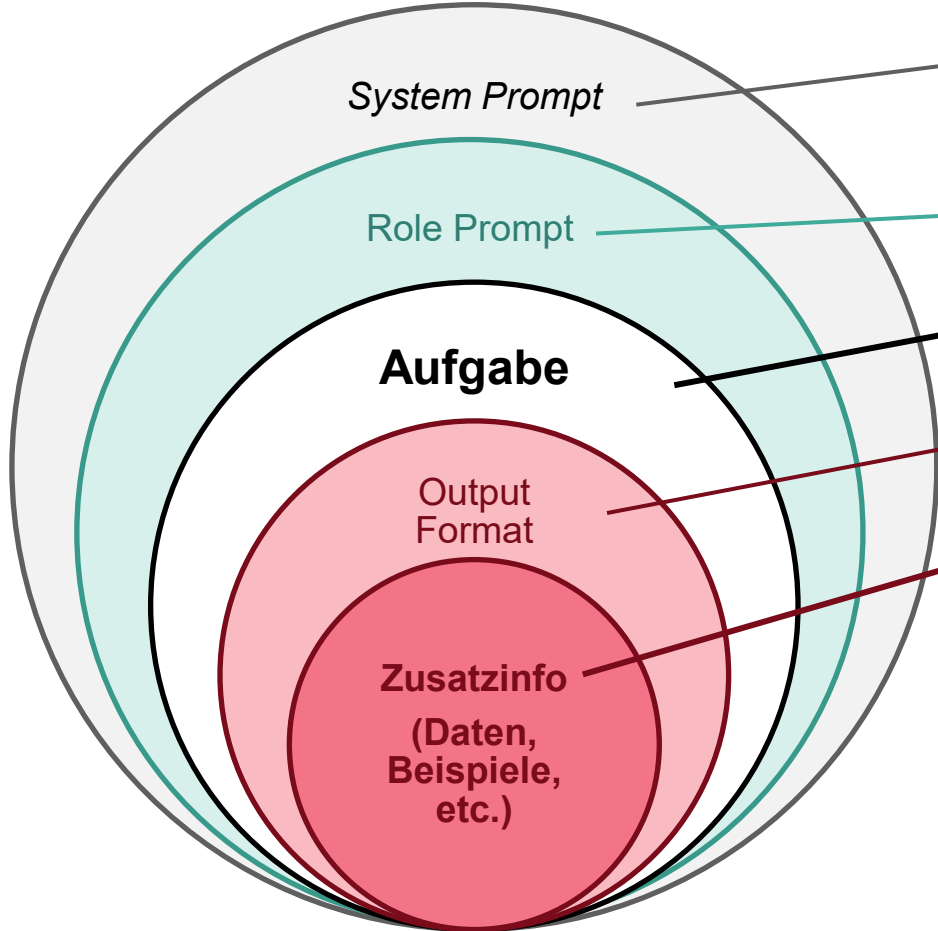 System Prompt
Role Prompt
Aufgabe
Output
Format
Zusatzinfo
(Daten,
Beispiele,
etc.)